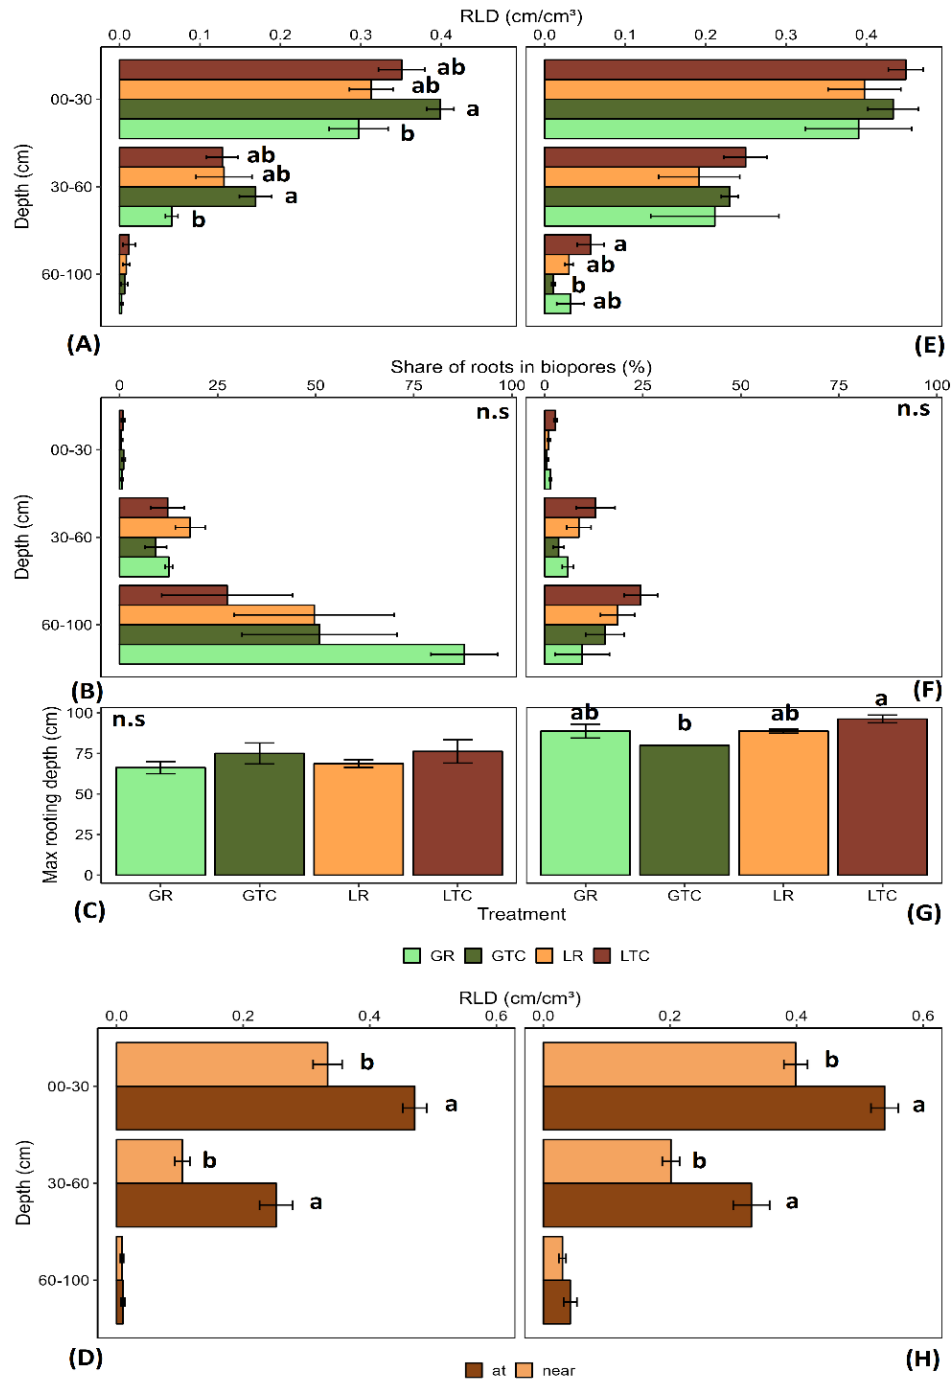 RLD (cm/cm³)
0.0 0.1 0.2 0.3 0.4 0.0 0.1 0.2 0.3 0.4
Depth (cm)
00-30
30-60
60-100
ab
ab
a
b
ab
ab
a
b
a
ab
b
ab
(A) (E)
Share of roots in biopores (%)
0 25 50 75 100 0 25 50 75 100
n.s n.s
Depth (cm)
00-30
30-60
60-100
(B) (F)
Max rooting depth (cm)
100
75
50
25
0
n.s ab b ab a
GR GTC LR LTC GR GTC LR LTC
(C) Treatment (G)
GR GTC LR LTC
RLD (cm/cm³)
0.0 0.2 0.4 0.6 0.0 0.2 0.4 0.6
Depth (cm)
00-30
30-60
60-100
b b
a a
b b
a a
(D) (H)
at near